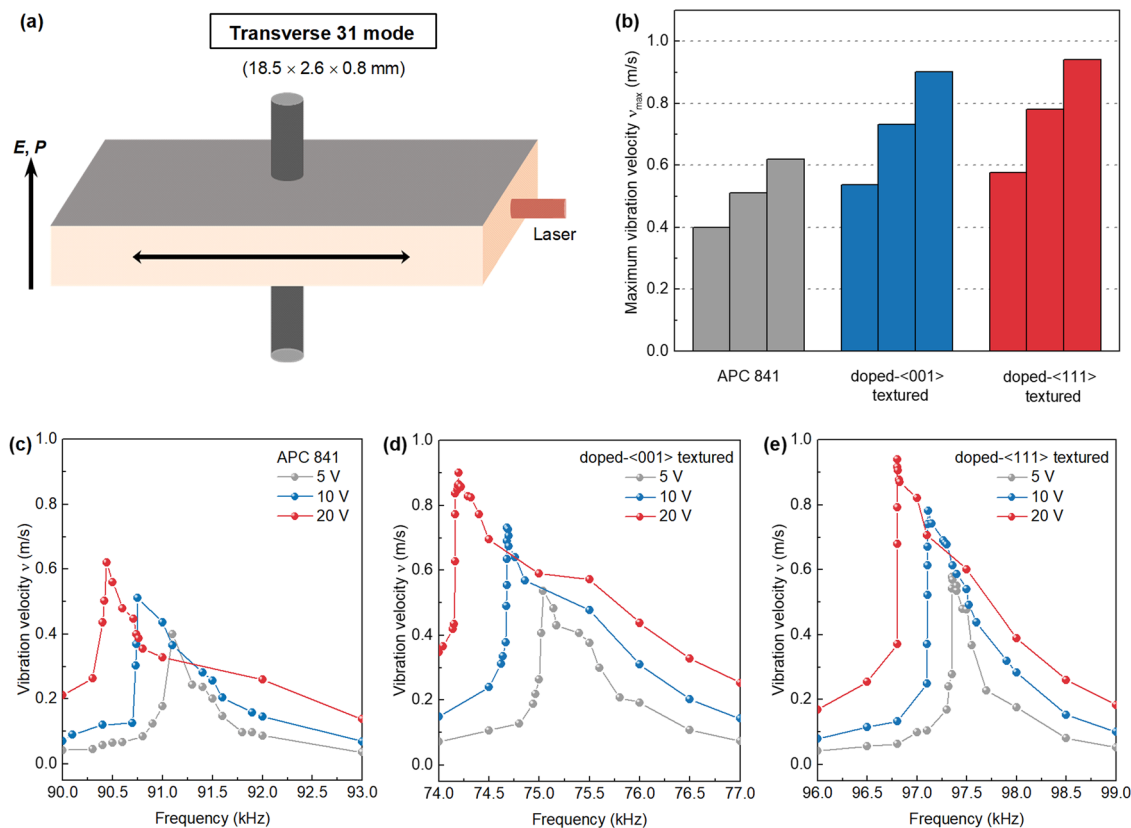 (a)
Transverse 31 mode
(18.5 × 2.6 × 0.8 mm)
E, P
Laser
(b)
Maximum vibration velocity νmax (m/s)
1.0
0.8
0.6
0.4
0.2
0.0
APC 841
doped-<001>
textured
doped-<111>
textured
(c)
Vibration velocity ν (m/s)
1.0
0.8
0.6
0.4
0.2
0.0
APC 841
5 V
10 V
20 V
90.0 90.5 91.0 91.5 92.0 92.5 93.0
Frequency (kHz)
(d)
Vibration velocity ν (m/s)
1.0
0.8
0.6
0.4
0.2
0.0
doped-<001> textured
5 V
10 V
20 V
74.0 74.5 75.0 75.5 76.0 76.5 77.0
Frequency (kHz)
(e)
Vibration velocity ν (m/s)
1.0
0.8
0.6
0.4
0.2
0.0
doped-<111> textured
5 V
10 V
20 V
96.0 96.5 97.0 97.5 98.0 98.5 99.0
Frequency (kHz)